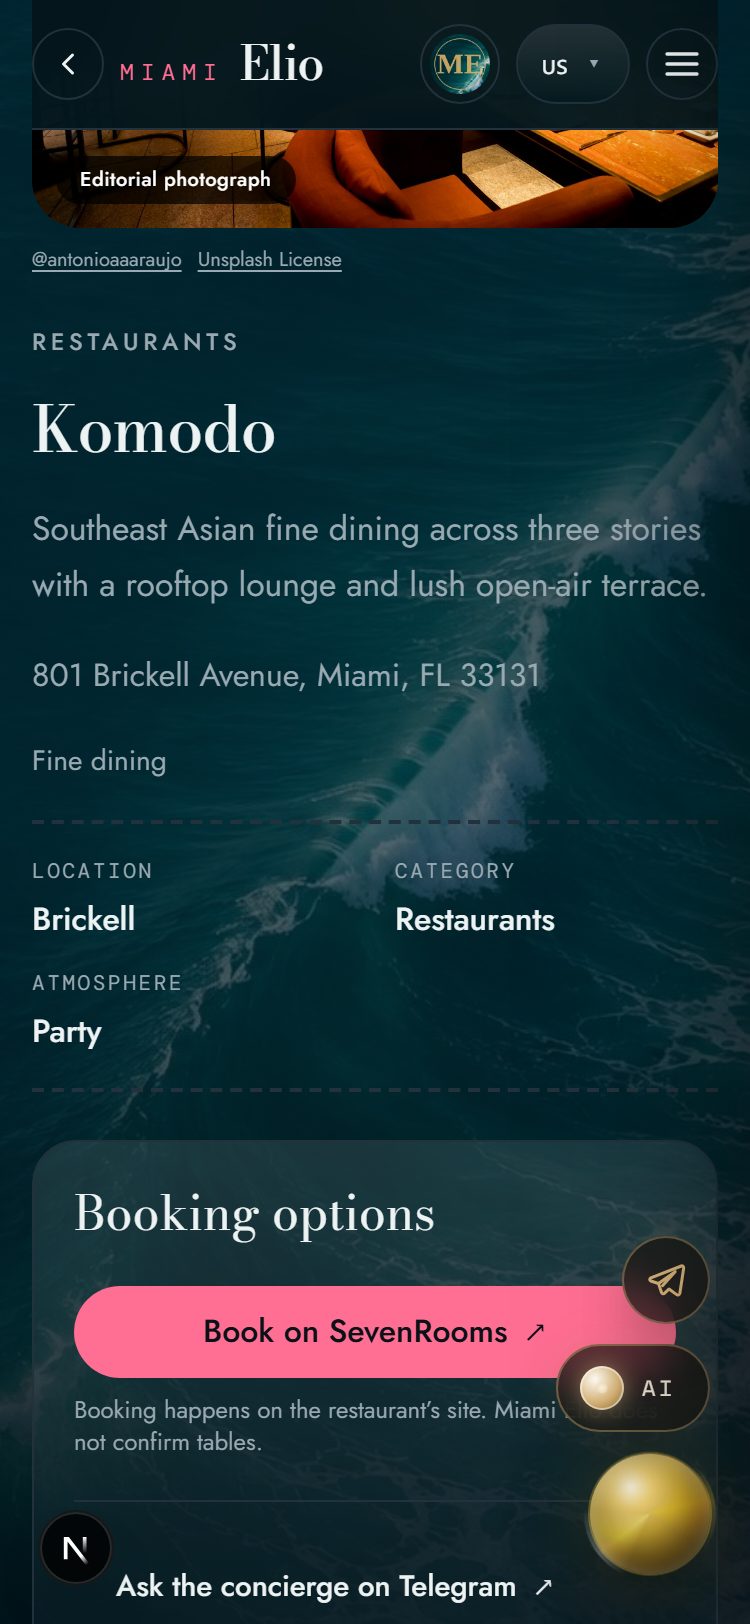 MIAMI Elio ME US
Editorial photograph
@antonioaaaraujo Unsplash License
RESTAURANTS
Komodo
Southeast Asian fine dining across three stories
with a rooftop lounge and lush open-air terrace.
801 Brickell Avenue, Miami, FL 33131
Fine dining
LOCATION CATEGORY
Brickell Restaurants
ATMOSPHERE
Party
Booking options
Book on SevenRooms ↗
AI
Booking happens on the restaurant’s site. Miami Elio does
not confirm tables.
N
Ask the concierge on Telegram ↗